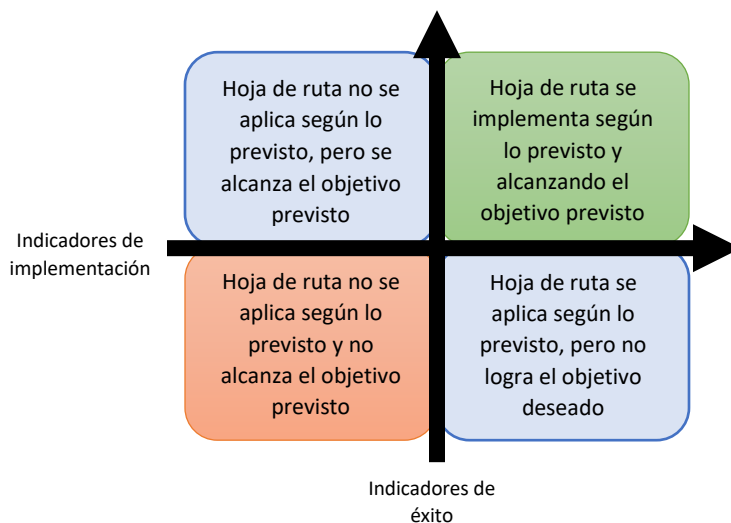 Hoja de ruta no se
aplica según lo
previsto, pero se
alcanza el objetivo
previsto
Hoja de ruta se
implementa según
lo previsto y
alcanzando el
objetivo previsto
Indicadores de
implementación
Hoja de ruta no se
aplica según lo
previsto y no
alcanza el objetivo
previsto
Hoja de ruta se
aplica según lo
previsto, pero no
logra el objetivo
deseado
Indicadores de
éxito